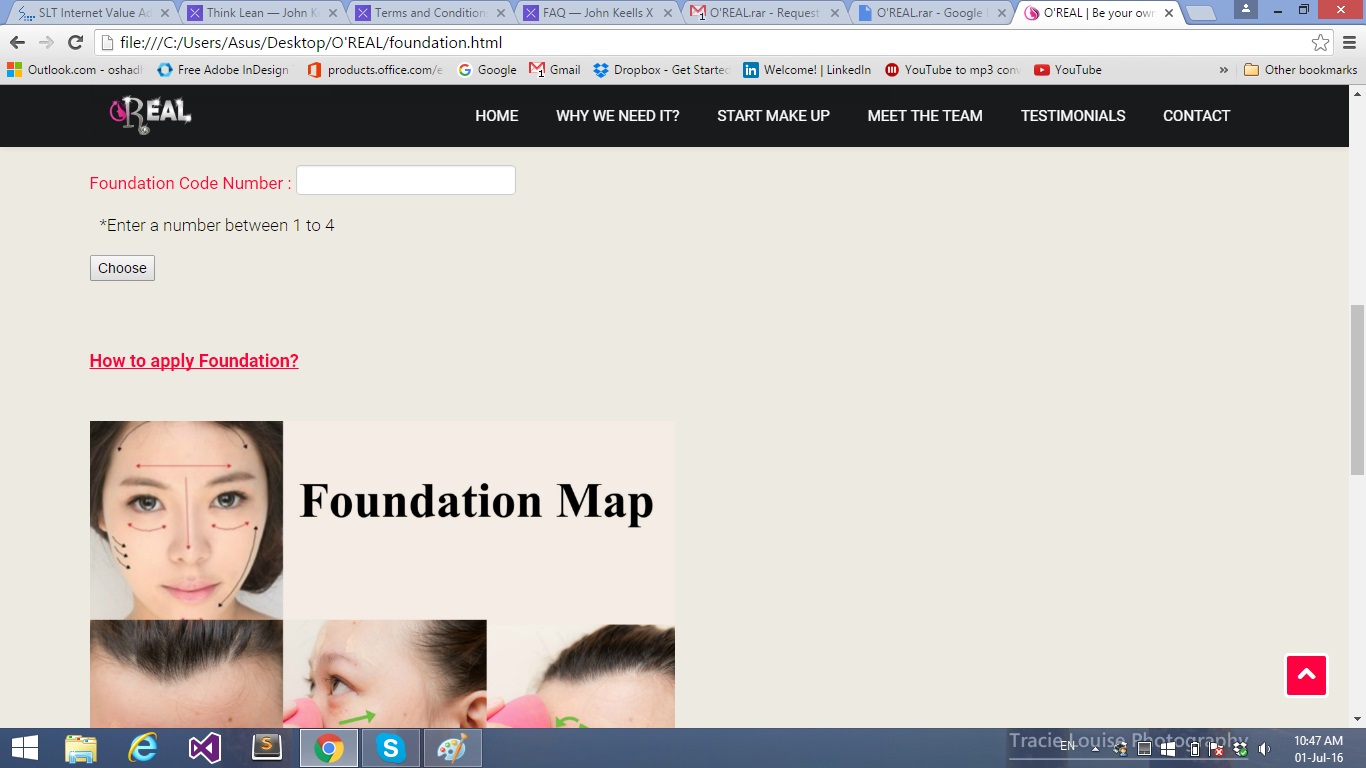 SLT Internet Value Ad
Think Lean — John K
Terms and Condition
FAQ — John Keells X
O'REAL.rar - Request
O'REAL.rar - Google
O'REAL | Be your own
file:///C:/Users/Asus/Desktop/O'REAL/foundation.html
Outlook.com - oshad
Free Adobe InDesign
products.office.com/e
Google
Gmail
Dropbox - Get Started
Welcome! | LinkedIn
YouTube to mp3 conv
YouTube
»
Other bookmarks
O'REAL
HOME
WHY WE NEED IT?
START MAKE UP
MEET THE TEAM
TESTIMONIALS
CONTACT
Foundation Code Number :
*Enter a number between 1 to 4
Choose
How to apply Foundation?
Foundation Map
Tracie Louise Photography
EN
10:47 AM
01-Jul-16